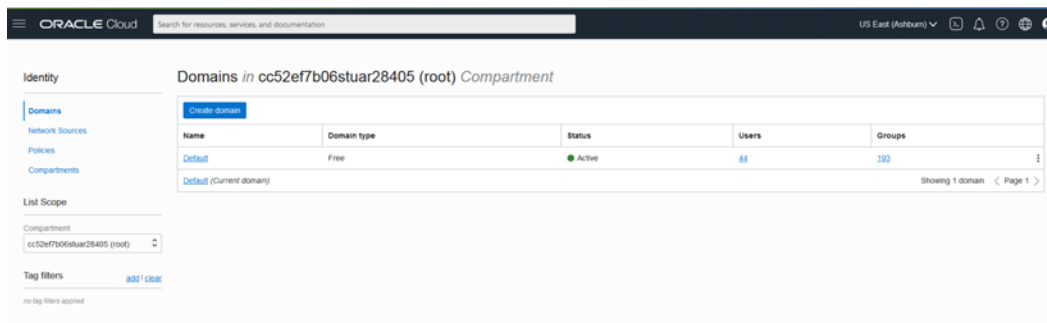 ORACLE Cloud
Search for resources, services, and documentation
US East (Ashburn)
Identity
Domains
Network Sources
Policies
Compartments
List Scope
Compartment
cc52ef7b06stuar28405 (root)
Tag filters
add | clear
no tag filters applied
Domains in cc52ef7b06stuar28405 (root) Compartment
Create domain
Name Domain type Status Users Groups
Default Free Active 44 193
Default (Current domain) Showing 1 domain < Page 1 >